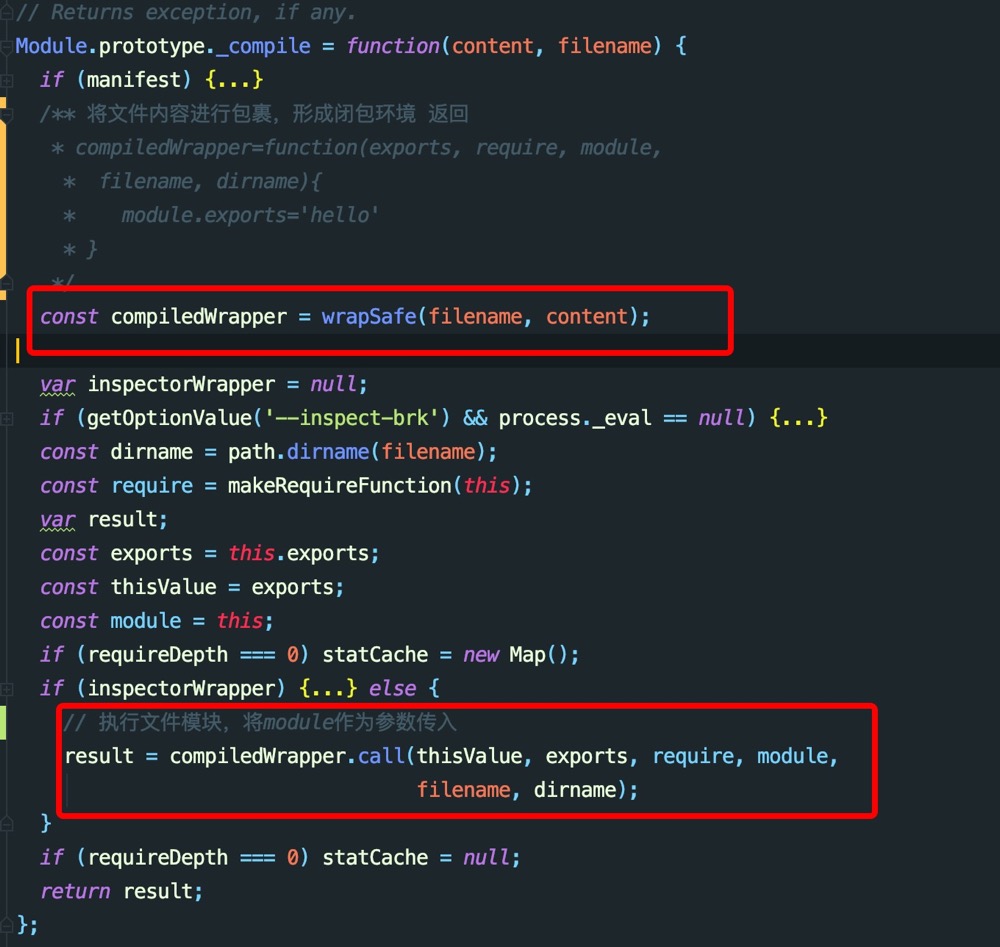 // Returns exception, if any.
Module.prototype._compile = function(content, filename) {
  if (manifest) {...}
  /** 将文件内容进行包裹，形成闭包环境 返回
   * compiledWrapper=function(exports, require, module,
   *  filename, dirname){
   *    module.exports='hello'
   * }
   */
  const compiledWrapper = wrapSafe(filename, content);
  var inspectorWrapper = null;
  if (getOptionValue('--inspect-brk') && process._eval == null) {...}
  const dirname = path.dirname(filename);
  const require = makeRequireFunction(this);
  var result;
  const exports = this.exports;
  const thisValue = exports;
  const module = this;
  if (requireDepth === 0) statCache = new Map();
  if (inspectorWrapper) {...} else {
    // 执行文件模块，将module作为参数传入
    result = compiledWrapper.call(thisValue, exports, require, module,
                                  filename, dirname);
  }
  if (requireDepth === 0) statCache = null;
  return result;
};